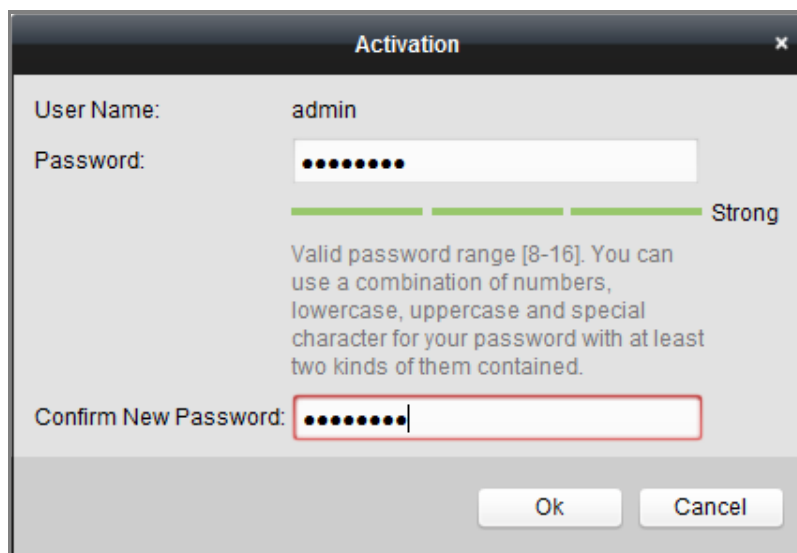 Activation
User Name: admin
Password: ••••••••
Strong
Valid password range [8-16]. You can
use a combination of numbers,
lowercase, uppercase and special
character for your password with at least
two kinds of them contained.
Confirm New Password: ••••••••
Ok Cancel